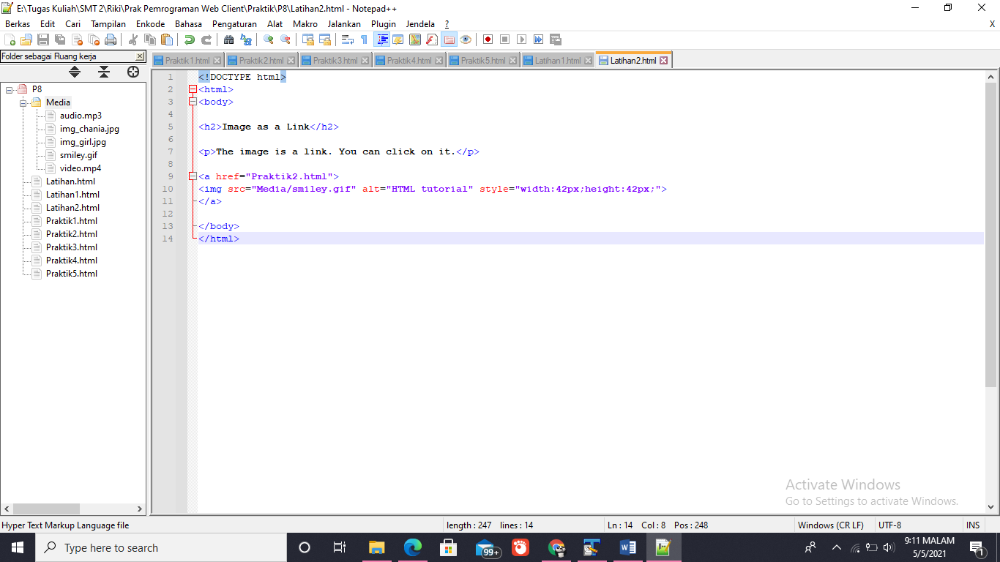 E:\Tugas Kuliah\SMT 2\Riki\Prak Pemrograman Web Client\Praktik\P8\Latihan2.html - Notepad++
Berkas Edit Cari Tampilan Enkode Bahasa Pengaturan Alat Makro Jalankan Plugin Jendela ? X
Folder sebagai Ruang kerja
Praktik1.html Praktik2.html Praktik3.html Praktik4.html Praktik5.html Latihan1.html Latihan2.html
P8
Media
audio.mp3
img_chania.jpg
img_girl.jpg
smiley.gif
video.mp4
Latihan.html
Latihan1.html
Latihan2.html
Praktik1.html
Praktik2.html
Praktik3.html
Praktik4.html
Praktik5.html
1 <!DOCTYPE html>
2 <html>
3 <body>
4
5 <h2>Image as a Link</h2>
6
7 <p>The image is a link. You can click on it.</p>
8
9 <a href="Praktik2.html">
10 <img src="Media/smiley.gif" alt="HTML tutorial" style="width:42px;height:42px;">
11 </a>
12
13 </body>
14 </html>
Activate Windows
Go to Settings to activate Windows.
Hyper Text Markup Language file length : 247 lines : 14 Ln : 14 Col : 8 Pos : 248 Windows (CR LF) UTF-8 INS
Type here to search
99+
9:11 MALAM
5/5/2021
1